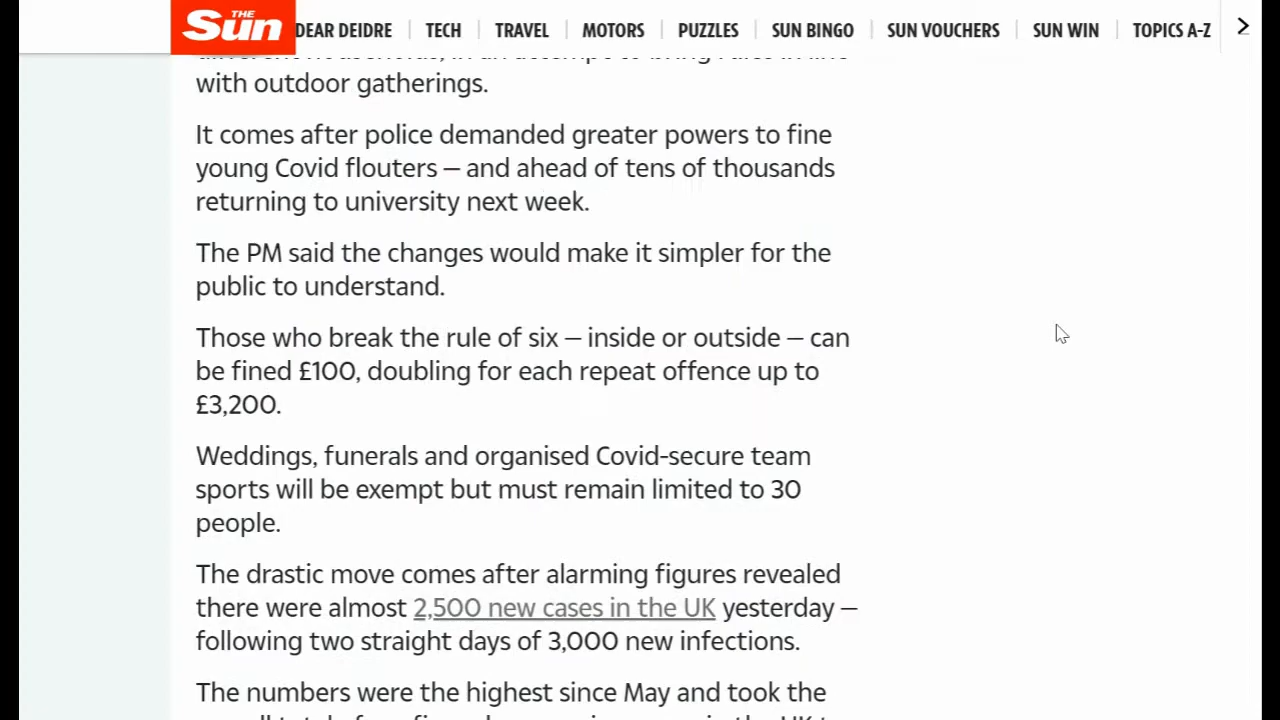 THE
Sun
DEAR DEIDRE
TECH
TRAVEL
MOTORS
PUZZLES
SUN BINGO
SUN VOUCHERS
SUN WIN
TOPICS A-Z
with outdoor gatherings.
It comes after police demanded greater powers to fine
young Covid flouters – and ahead of tens of thousands
returning to university next week.
The PM said the changes would make it simpler for the
public to understand.
Those who break the rule of six – inside or outside – can
be fined £100, doubling for each repeat offence up to
£3,200.
Weddings, funerals and organised Covid-secure team
sports will be exempt but must remain limited to 30
people.
The drastic move comes after alarming figures revealed
there were almost 2,500 new cases in the UK yesterday –
following two straight days of 3,000 new infections.
The numbers were the highest since May and took the